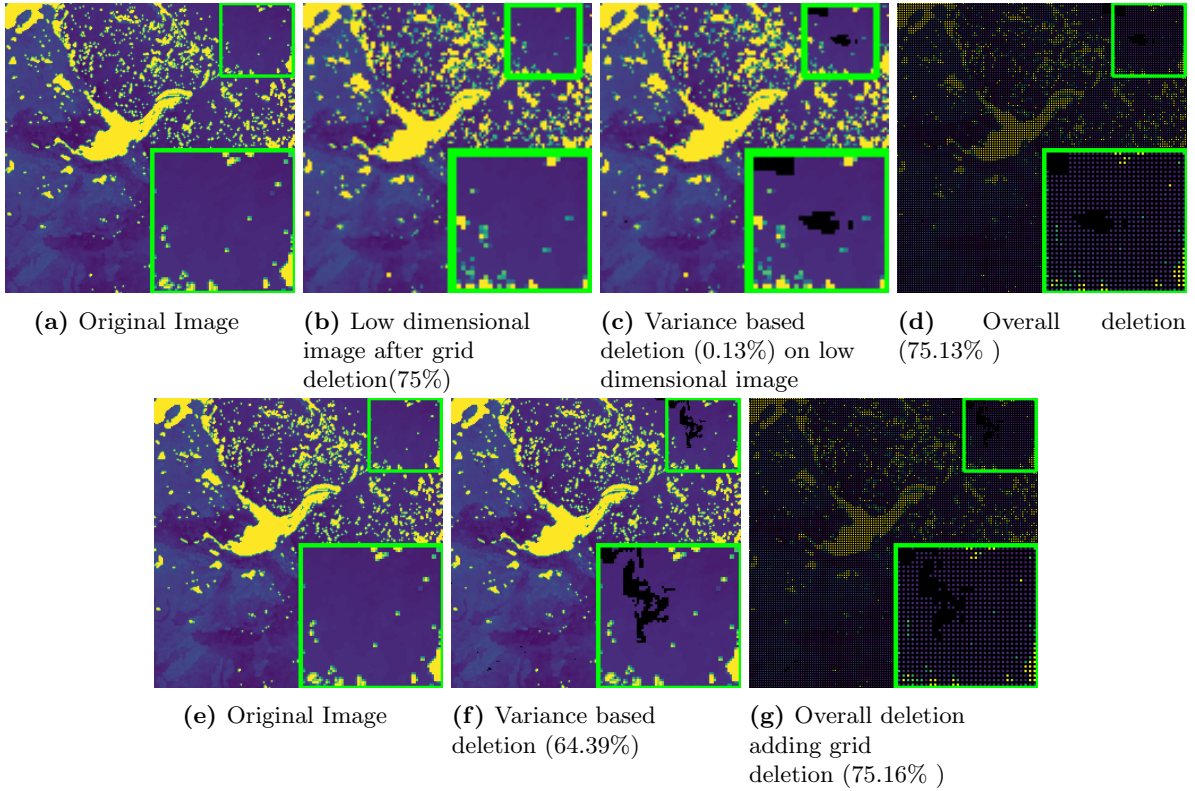 (a) Original Image
(b) Low dimensional
image after grid
deletion(75%)
(c) Variance based
deletion (0.13%) on low
dimensional image
(d) Overall deletion
(75.13% )
(e) Original Image
(f) Variance based
deletion (64.39%)
(g) Overall deletion
adding grid
deletion (75.16% )